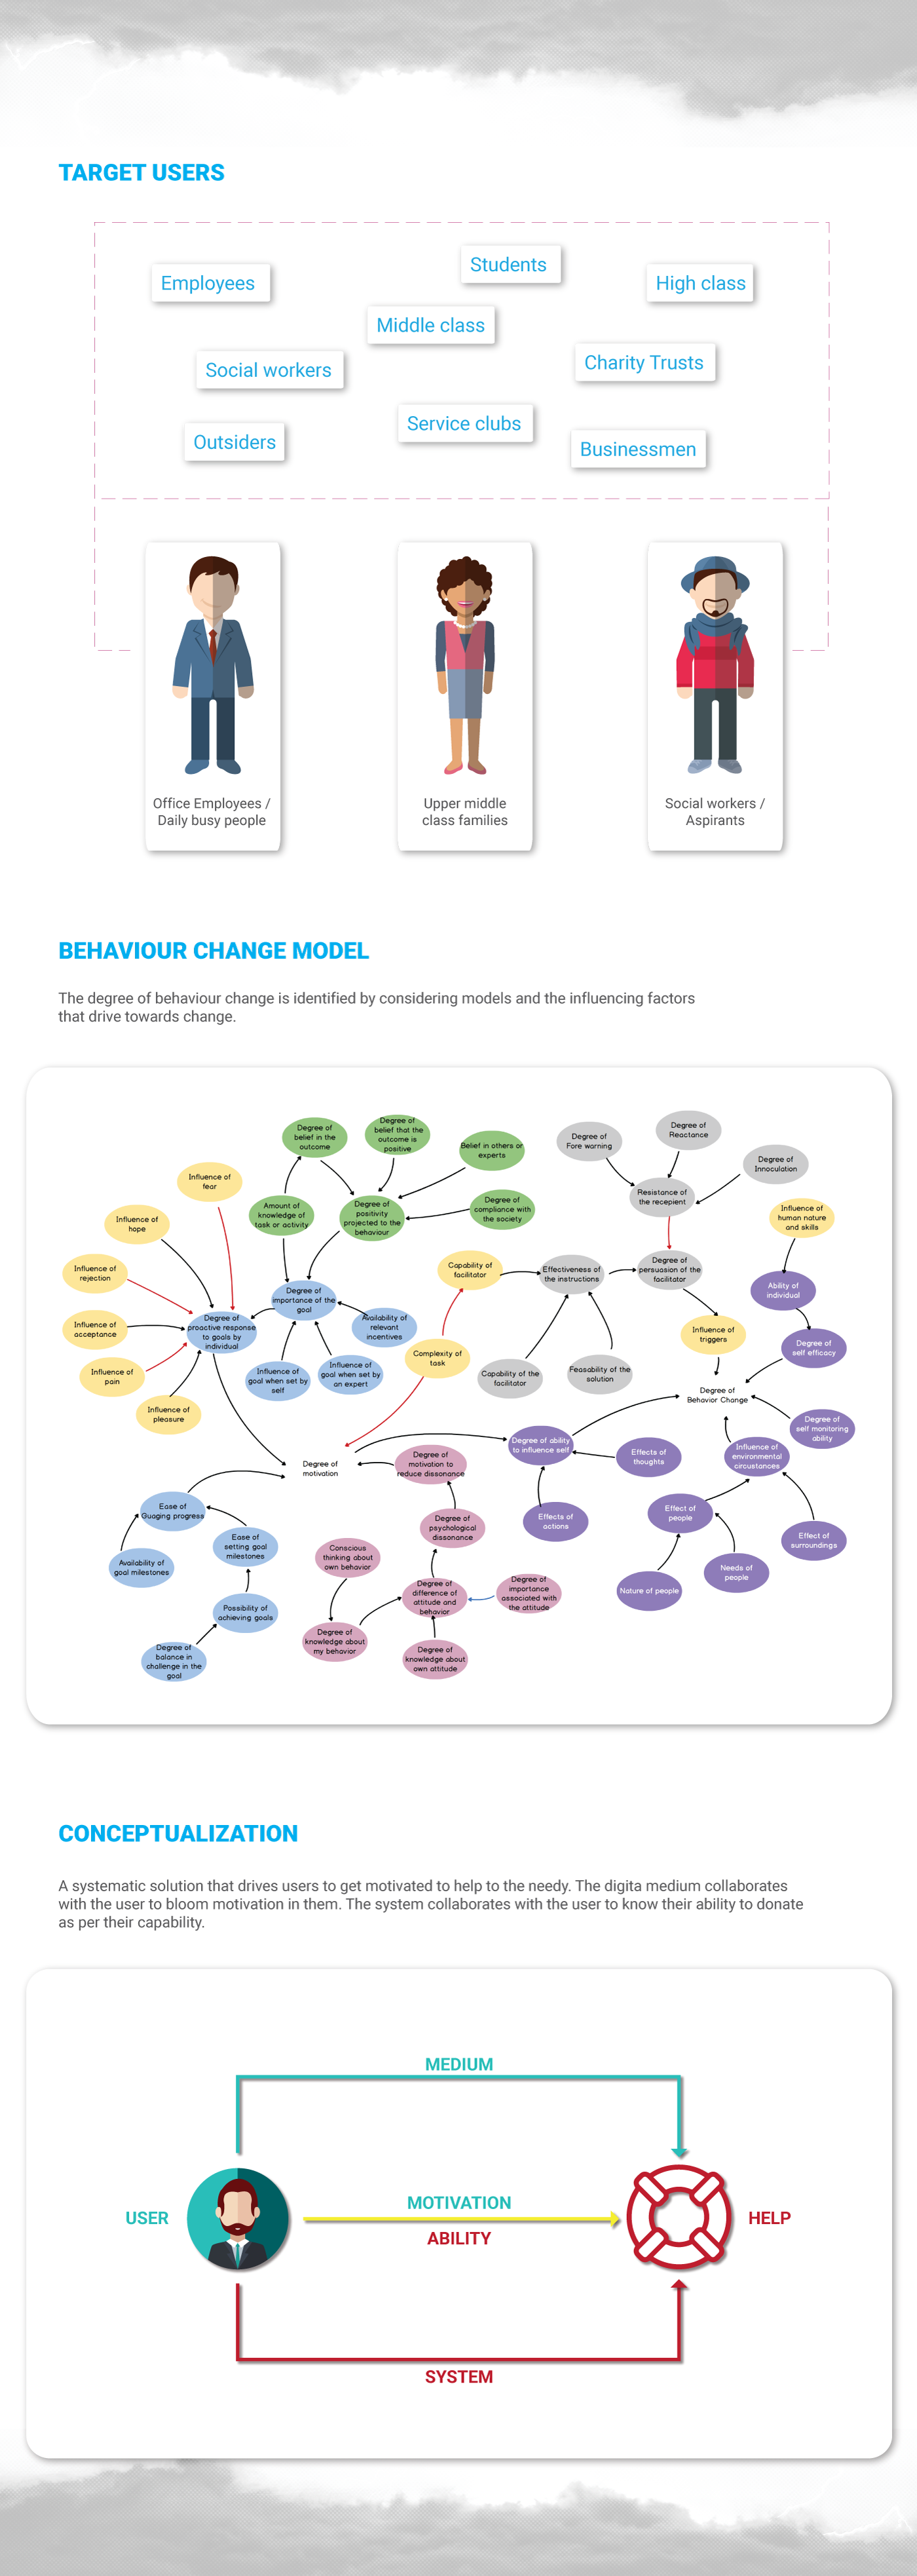 TARGET USERS
Students
Employees
High class
Middle class
Social workers
Charity Trusts
Service clubs
Outsiders
Businessmen
Office Employees /
Daily busy people
Upper middle
class families
Social workers /
Aspirants
BEHAVIOUR CHANGE MODEL
The degree of behaviour change is identified by considering models and the influencing factors
that drive towards change.
Degree of
belief in the
outcome
Degree of
belief that the
outcome is
positive
Belief in others or
experts
Degree of
Fore warning
Degree of
Reactance
Degree of
Innoculation
Influence of
fear
Amount of
knowledge of
task or activity
Degree of
positivity
projected to the
behaviour
Degree of
compliance with
the society
Resistance of
the recepient
Influence of
human nature
and skills
Influence of
hope
Influence of
rejection
Capability of
facilitator
Effectiveness of
the instructions
Degree of
persuasion of the
facilitator
Ability of
individual
Degree of
importance of the
goal
Influence of
acceptance
Degree of
proactive response
to goals by
individual
Availability of
relevant
incentives
Influence of
triggers
Degree of
self efficacy
Complexity of
task
Influence of
pain
Influence of
goal when set by
self
Influence of
goal when set by
an expert
Capability of the
facilitator
Feasability of the
solution
Degree of
Behavior Change
Influence of
pleasure
Degree of
self monitoring
ability
Degree of
motivation
Degree of
motivation to
reduce dissonance
Degree of ability
to influence self
Effects of
thoughts
Influence of
environmental
circustances
Ease of
Guaging progress
Degree of
psychological
dissonance
Effects of
actions
Effect of
people
Effect of
surroundings
Ease of
setting goal
milestones
Availability of
goal milestones
Conscious
thinking about
own behavior
Degree of
difference of
attitude and
behavior
Degree of
importance
associated with
the attitude
Nature of people
Needs of
people
Possibility of
achieving goals
Degree of
knowledge about
my behavior
Degree of
knowledge about
own attitude
Degree of
balance in
challenge in the
goal
CONCEPTUALIZATION
A systematic solution that drives users to get motivated to help to the needy. The digita medium collaborates
with the user to bloom motivation in them. The system collaborates with the user to know their ability to donate
as per their capability.
MEDIUM
USER
MOTIVATION
ABILITY
HELP
SYSTEM